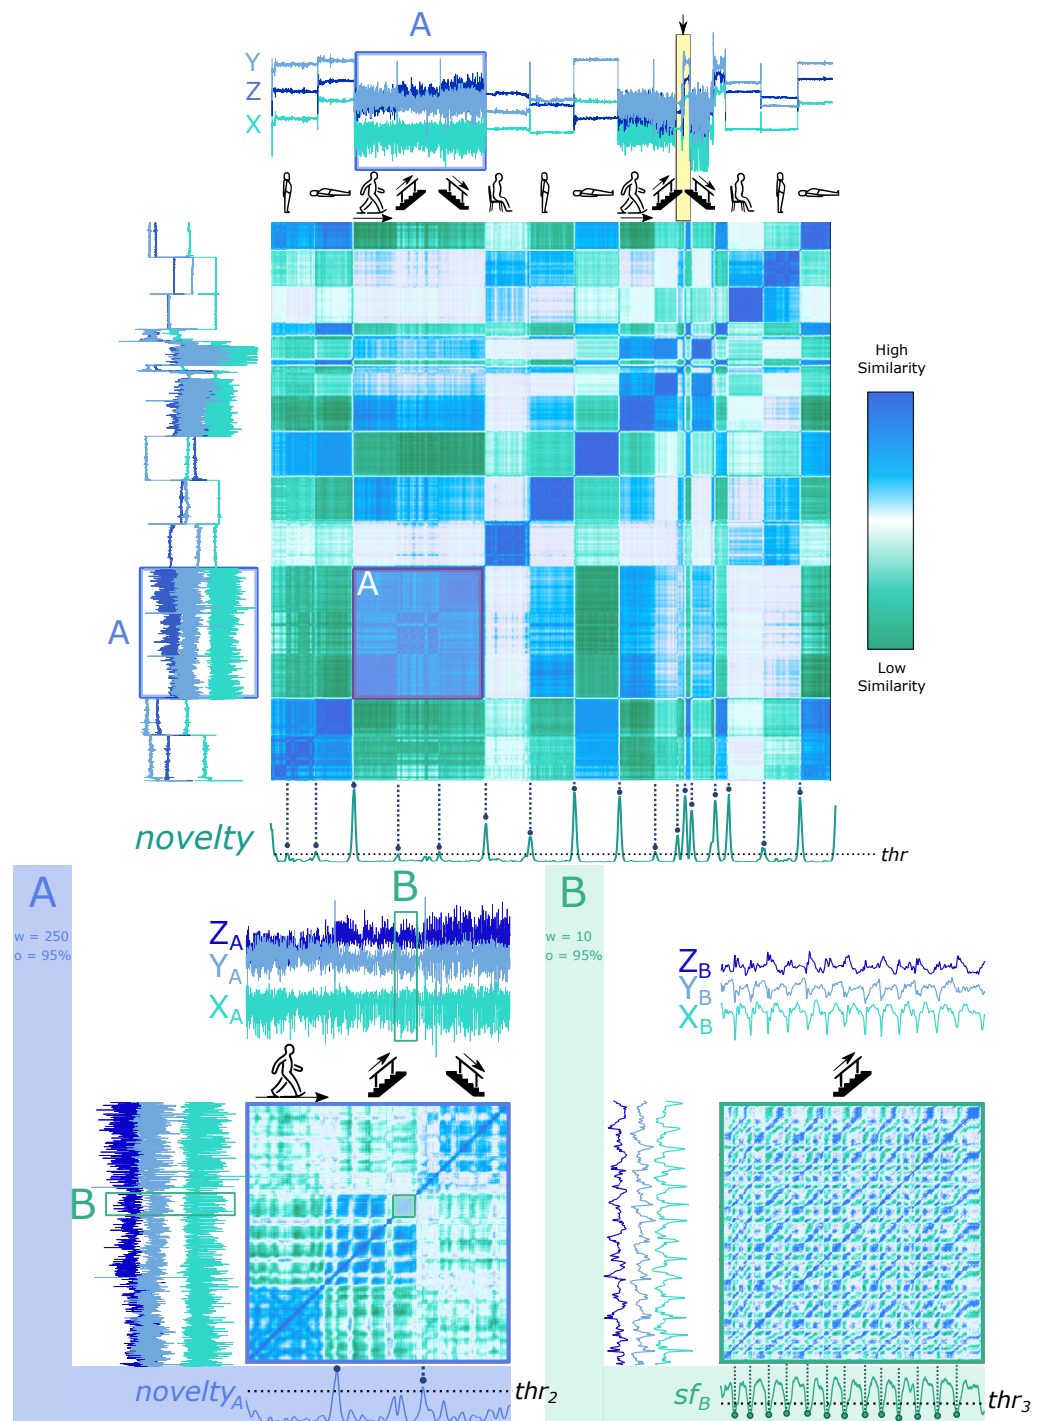 A
Y
Z
X
High
Similarity
Low
Similarity
A
A
novelty
thr
A
w = 250
o = 95%
B
Z_A
Y_A
X_A
B
novelty_A
thr_2
B
w = 10
o = 95%
Z_B
Y_B
X_B
sf_B
thr_3